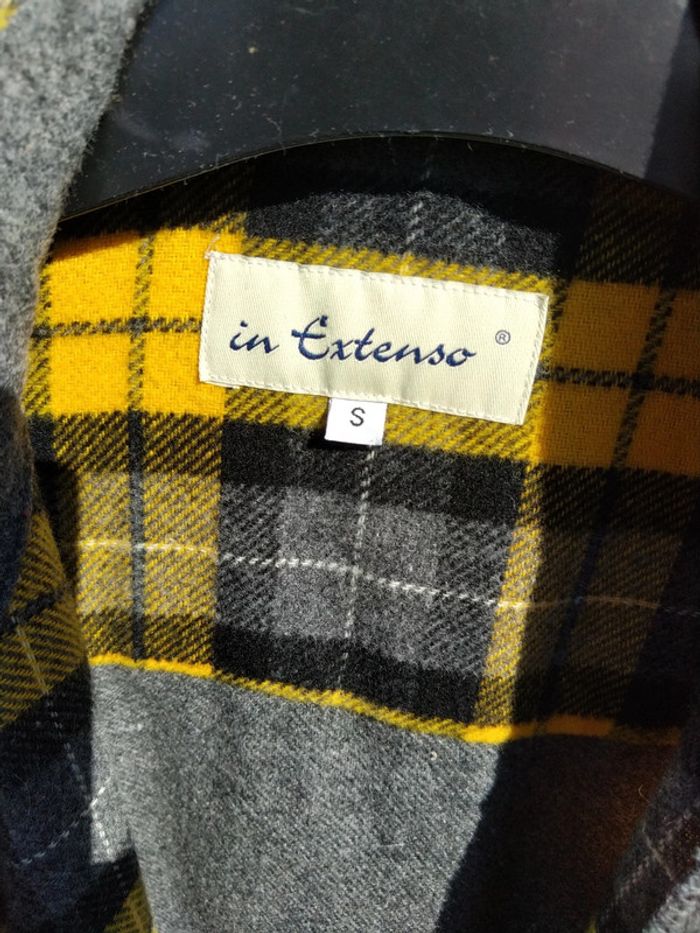 in Extenso ®
S